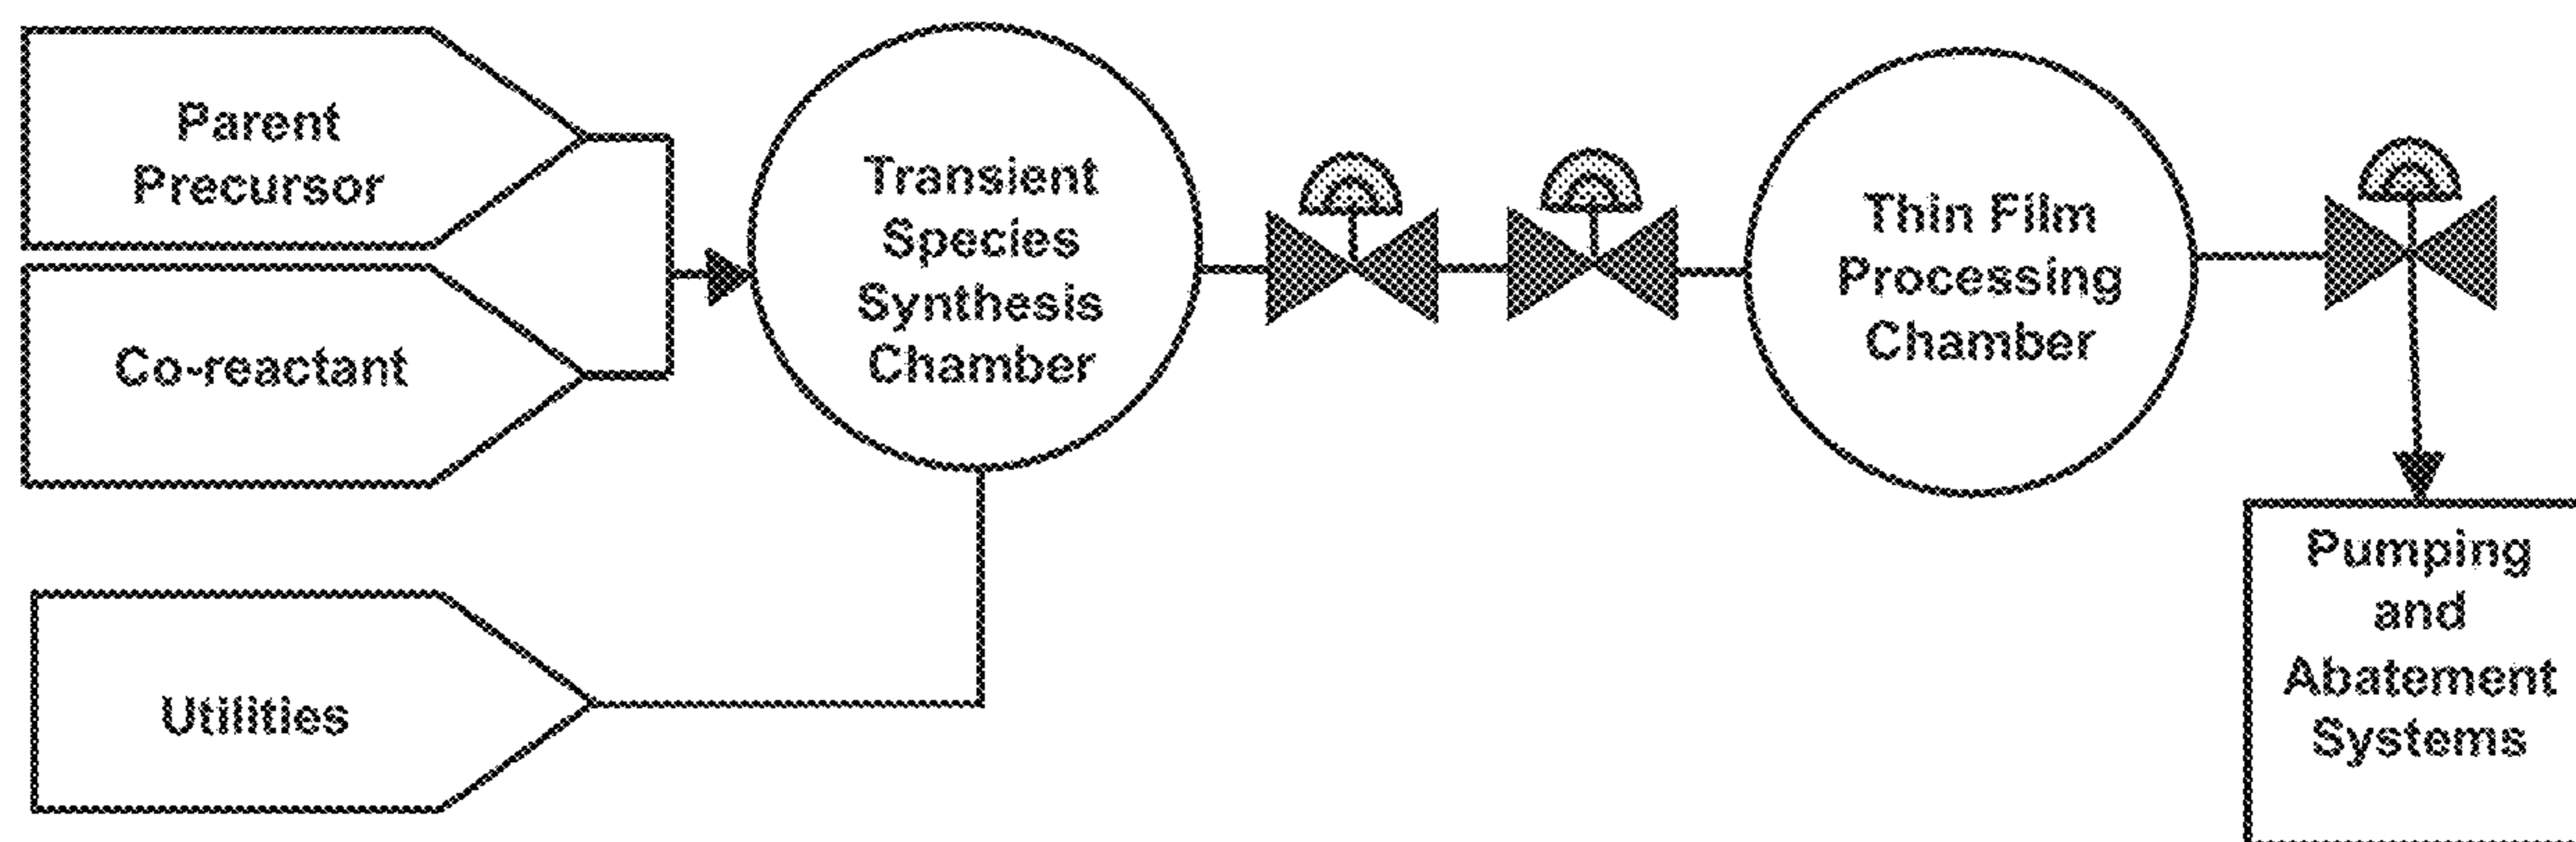 Parent
Precursor
Co-reactant
Utilities
Transient
Species
Synthesis
Chamber
Thin Film
Processing
Chamber
Pumping
and
Abatement
Systems